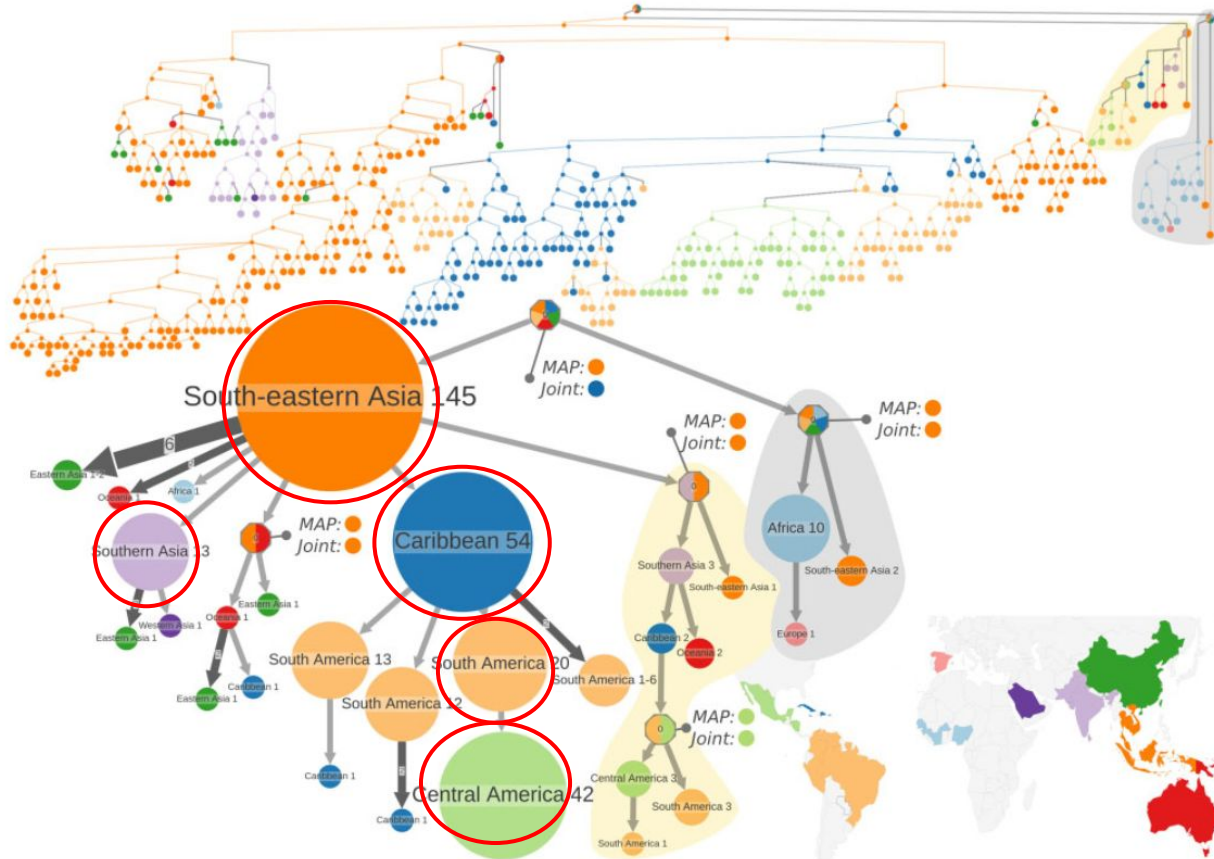 MAP:
Joint:
South-eastern Asia 145
MAP:
Joint:
MAP:
Joint:
6
Eastern Asia 1-2
Oceania 1
Africa 1
0
Southern Asia 13
MAP:
Joint:
Caribbean 54
Africa 10
Southern Asia 3
South-eastern Asia 2
South-eastern Asia 1
Eastern Asia 1
Oceania 1
Western Asia 1
Eastern Asia 1
Caribbean 2
Europe 1
Oceania 2
South America 13
South America 20
South America 1-6
Eastern Asia 1
Caribbean 1
South America 12
MAP:
Joint:
0
Caribbean 1
Central America 3
Central America 42
South America 3
Caribbean 1
South America 1